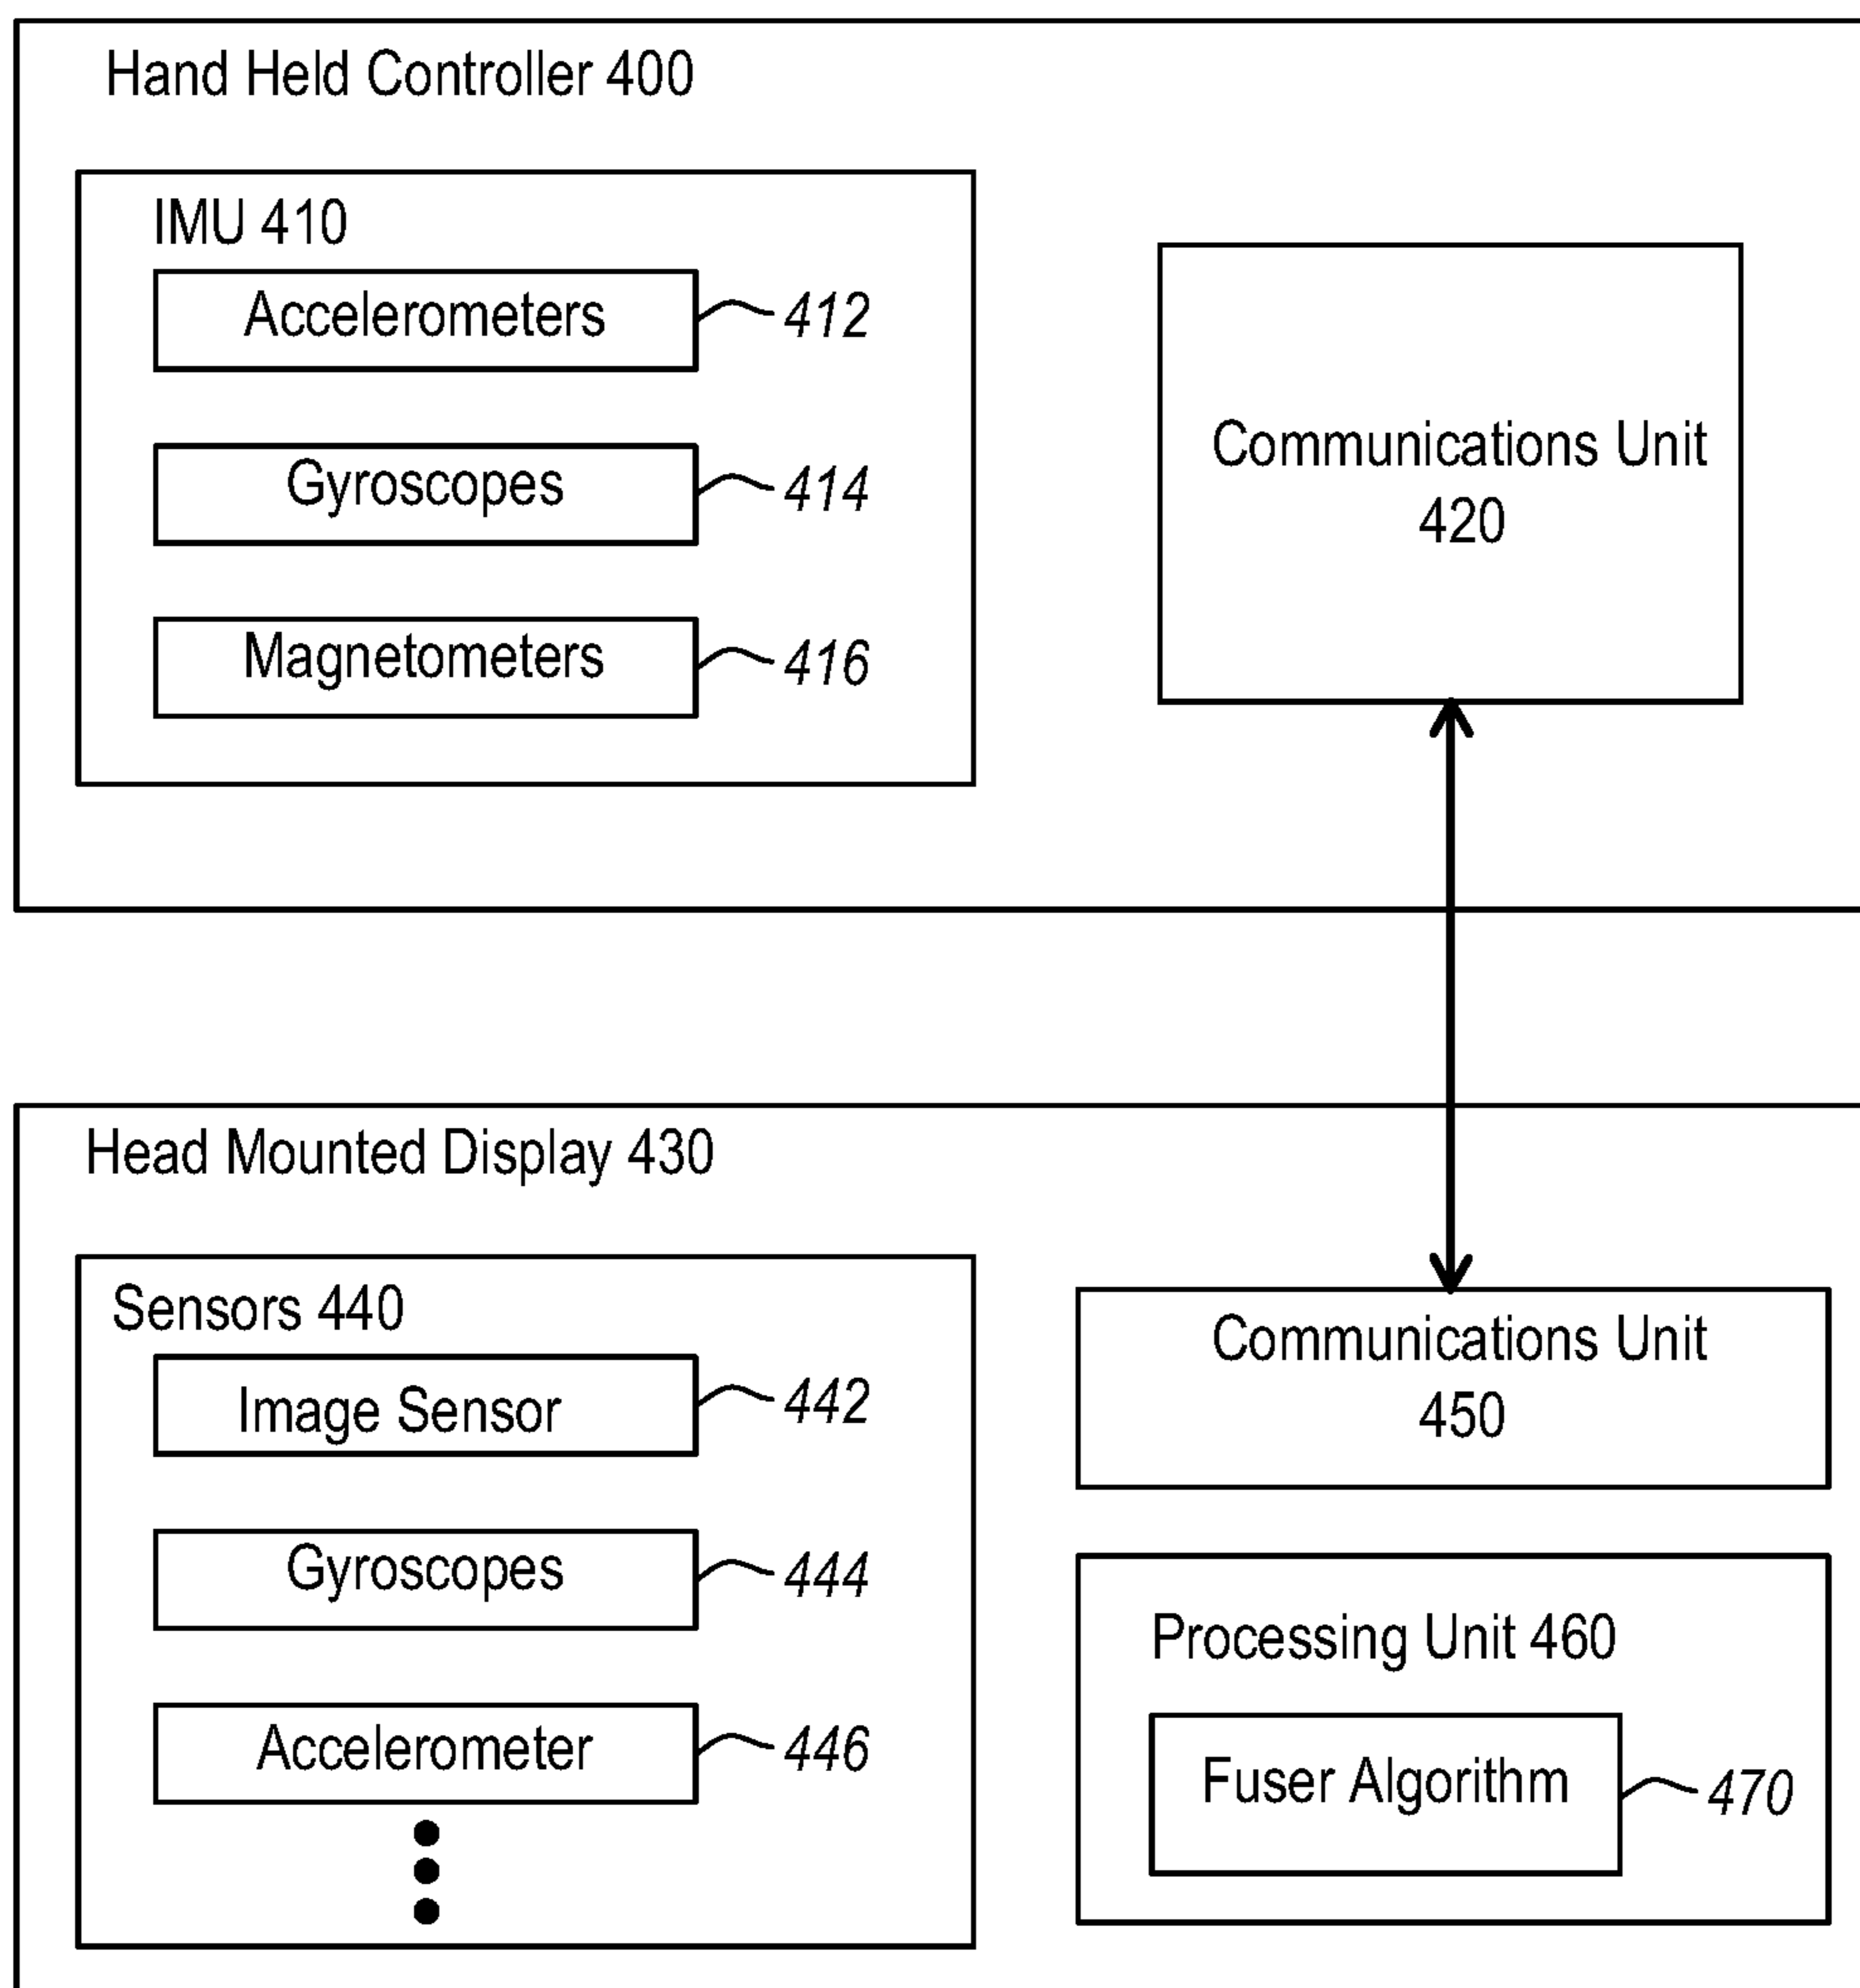 Hand Held Controller 400
IMU 410
Accelerometers 412
Gyroscopes 414
Magnetometers 416
Communications Unit
420
Head Mounted Display 430
Sensors 440
Image Sensor 442
Gyroscopes 444
Accelerometer 446
Communications Unit
450
Processing Unit 460
Fuser Algorithm 470